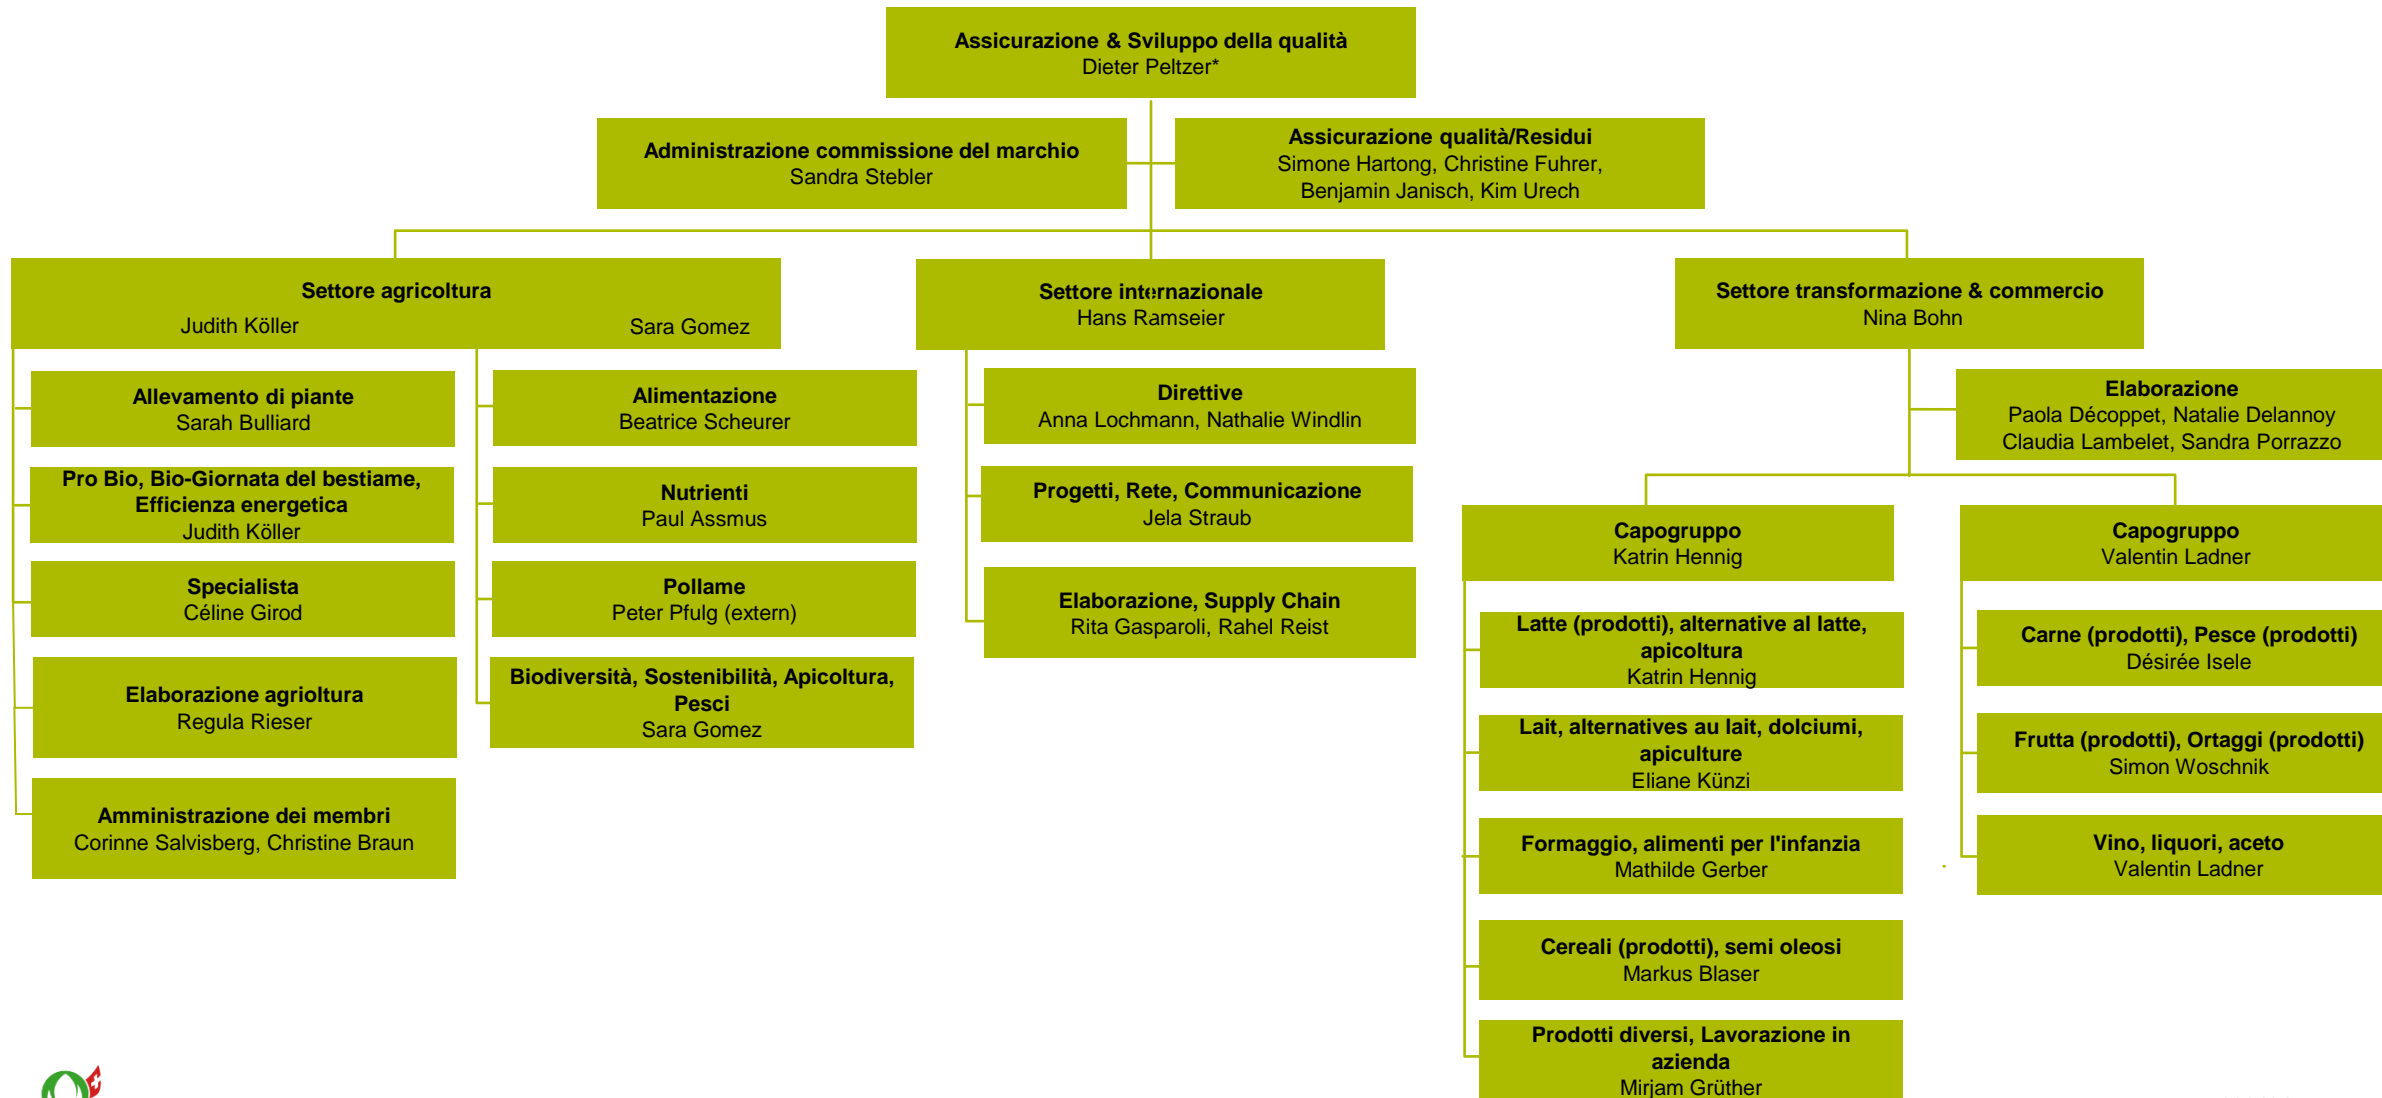 Assicurazione & Sviluppo della qualità
Dieter Peltzer*
Administrazione commissione del marchio
Sandra Stebler
Assicurazione qualità/Residui
Simone Hartong, Christine Fuhrer,
Benjamin Janisch, Kim Urech
Settore agricoltura
Judith Köller
Sara Gomez
Allevamento di piante
Sarah Bulliard
Pro Bio, Bio-Giornata del bestiame,
Efficienza energetica
Judith Köller
Specialista
Céline Girod
Elaborazione agrioltura
Regula Rieser
Amministrazione dei membri
Corinne Salvisberg, Christine Braun
Alimentazione
Beatrice Scheurer
Nutrienti
Paul Assmus
Pollame
Peter Pfulg (extern)
Biodiversità, Sostenibilità, Apicoltura,
Pesci
Sara Gomez
Settore internazionale
Hans Ramseier
Direttive
Anna Lochmann, Nathalie Windlin
Progetti, Rete, Communicazione
Jela Straub
Elaborazione, Supply Chain
Rita Gasparoli, Rahel Reist
Settore transformazione & commercio
Nina Bohn
Elaborazione
Paola Décoppet, Natalie Delannoy
Claudia Lambelet, Sandra Porrazzo
Capogruppo
Katrin Hennig
Latte (prodotti), alternative al latte,
apicoltura
Katrin Hennig
Lait, alternatives au lait, dolciumi,
apiculture
Eliane Künzi
Formaggio, alimenti per l'infanzia
Mathilde Gerber
Cereali (prodotti), semi oleosi
Markus Blaser
Prodotti diversi, Lavorazione in
azienda
Mirjam Grüther
Capogruppo
Valentin Ladner
Carne (prodotti), Pesce (prodotti)
Désirée Isele
Frutta (prodotti), Ortaggi (prodotti)
Simon Woschnik
Vino, liquori, aceto
Valentin Ladner